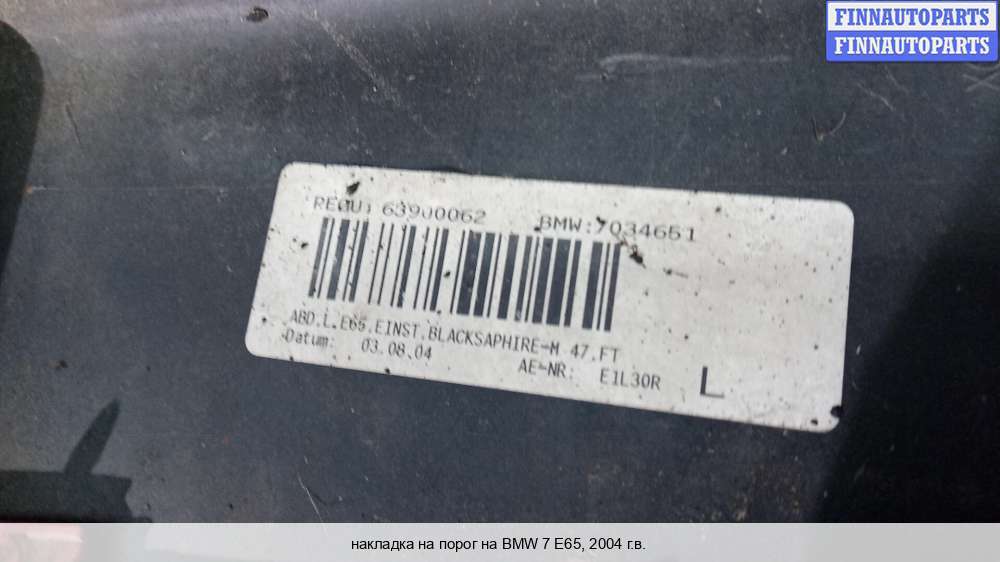 FINNAUTOPARTS
FINNAUTOPARTS
REGU: 63900062 BMW:7034651
ABD.L.E65.EINST.BLACKSAPHIRE-M 47.FT
Datum: 03.08.04 AE-NR: E1L30R L
накладка на порог на BMW 7 E65, 2004 г.в.